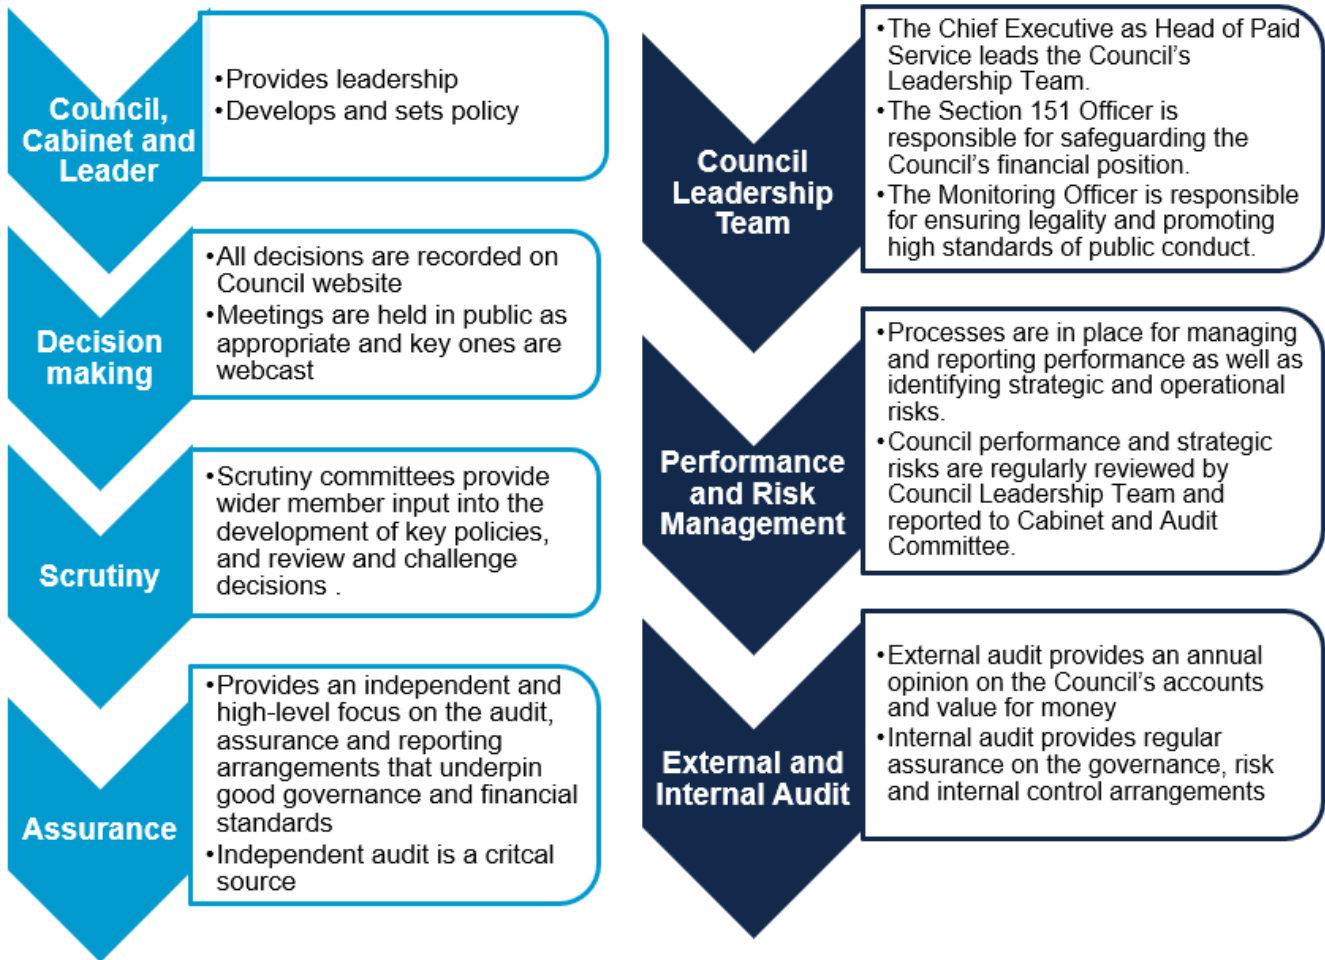 Council,
Cabinet and
Leader
•Provides leadership
•Develops and sets policy
Decision
making
•All decisions are recorded on
Council website
•Meetings are held in public as
appropriate and key ones are
webcast
Scrutiny
•Scrutiny committees provide
wider member input into the
development of key policies,
and review and challenge
decisions .
Assurance
•Provides an independent and
high-level focus on the audit,
assurance and reporting
arrangements that underpin
good governance and financial
standards
•Independent audit is a critcal
source
Council
Leadership
Team
•The Chief Executive as Head of Paid
Service leads the Council's
Leadership Team.
•The Section 151 Officer is
responsible for safeguarding the
Council's financial position.
•The Monitoring Officer is responsible
for ensuring legality and promoting
high standards of public conduct.
Performance
and Risk
Management
•Processes are in place for managing
and reporting performance as well as
identifying strategic and operational
risks.
•Council performance and strategic
risks are regularly reviewed by
Council Leadership Team and
reported to Cabinet and Audit
Committee.
External and
Internal Audit
•External audit provides an annual
opinion on the Council's accounts
and value for money
•Internal audit provides regular
assurance on the governance, risk
and internal control arrangements